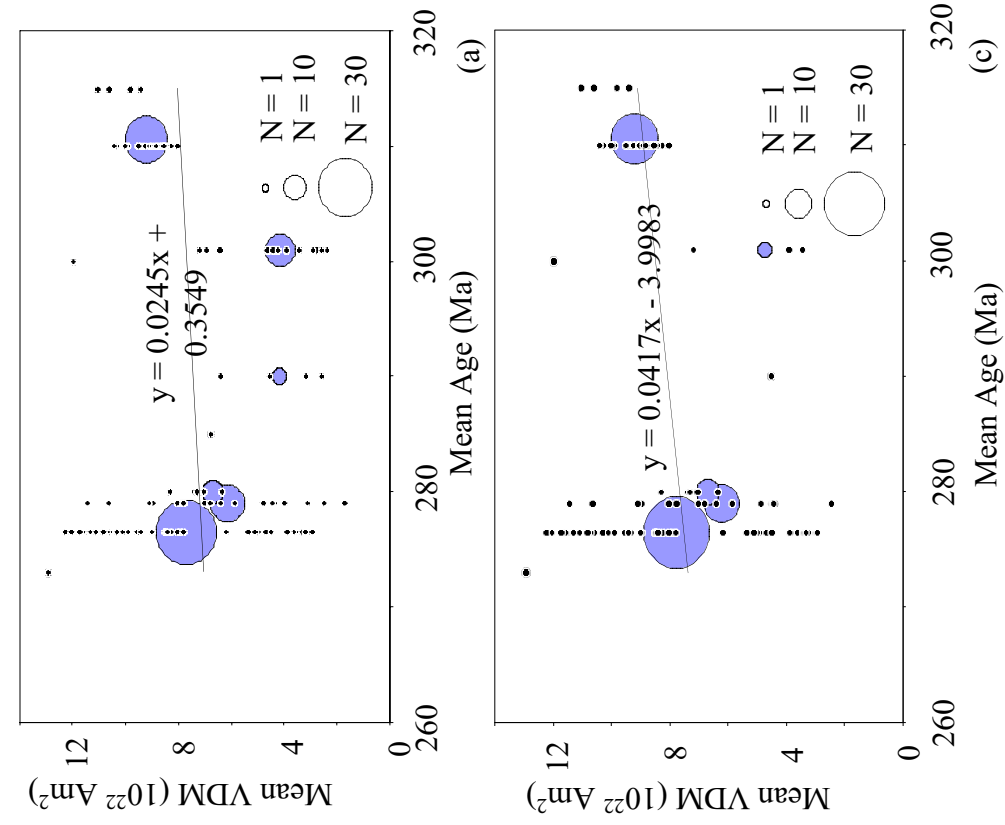 Mean VDM (10²² Am²)
12
8
4
0
y = 0.0245x +
0.3549
N = 1
N = 10
N = 30
260
280
300
320
Mean Age (Ma)
(a)
Mean VDM (10²² Am²)
12
8
4
0
y = 0.0417x - 3.9983
N = 1
N = 10
N = 30
260
280
300
320
Mean Age (Ma)
(c)